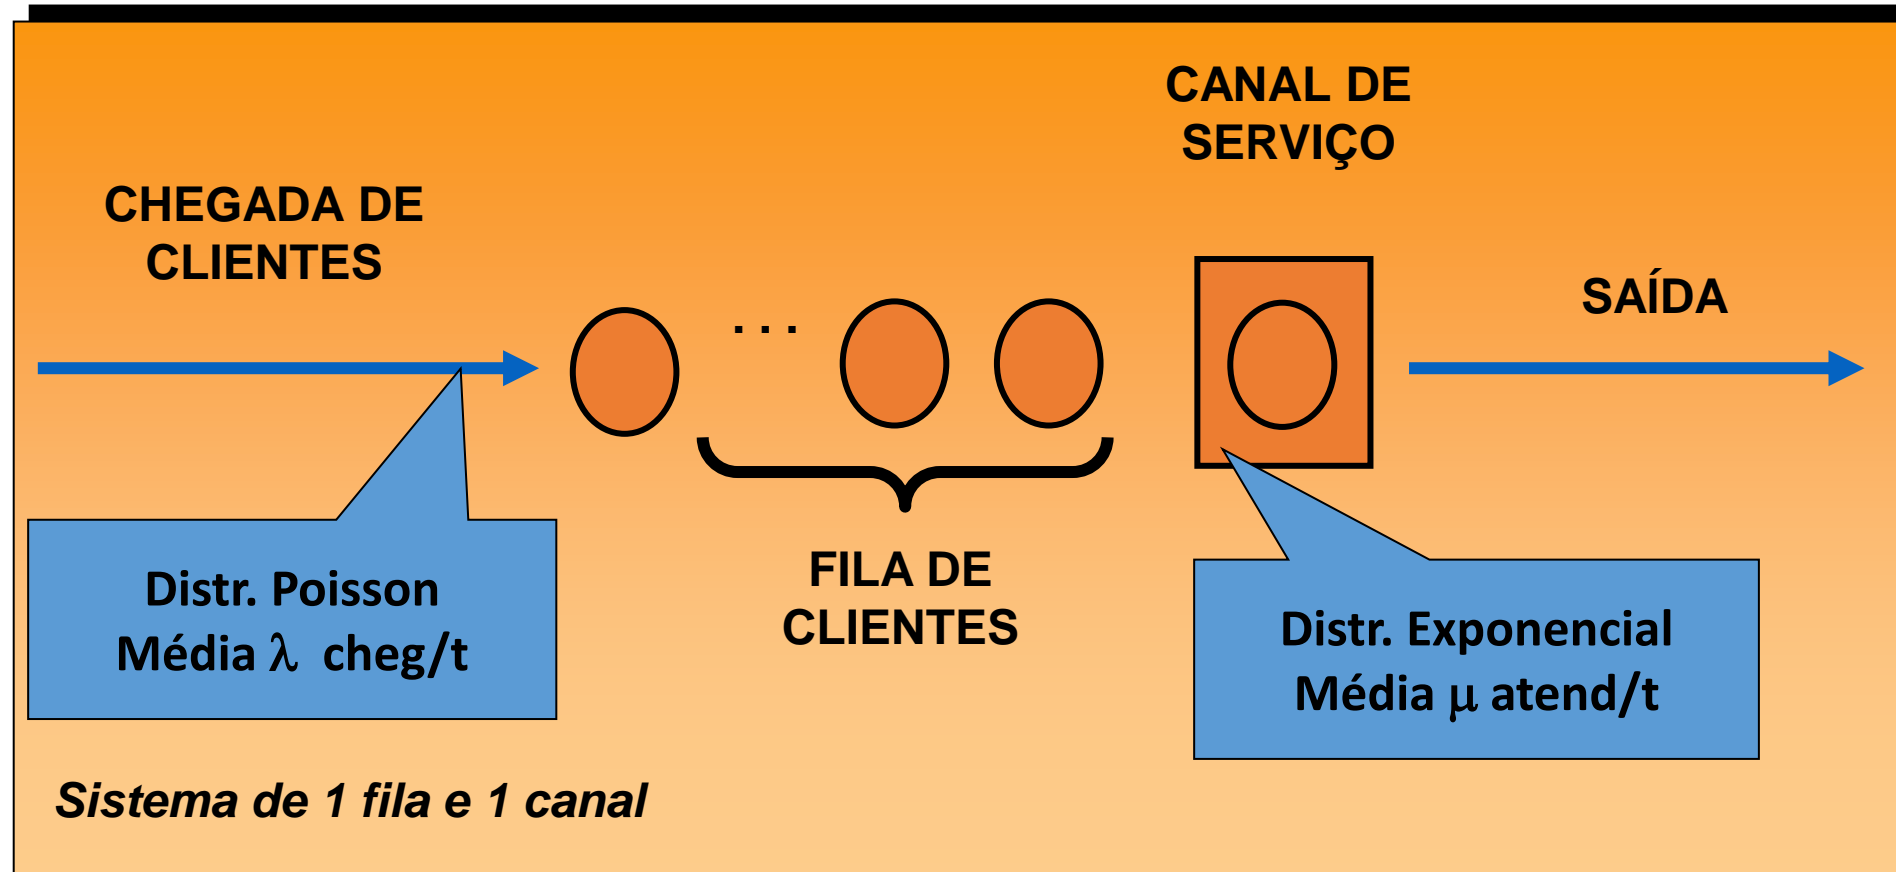 CANAL DE
SERVIÇO
CHEGADA DE
CLIENTES
SAÍDA
. . .
FILA DE
CLIENTES
Distr. Poisson
Média λ cheg/t
Distr. Exponencial
Média μ atend/t
Sistema de 1 fila e 1 canal